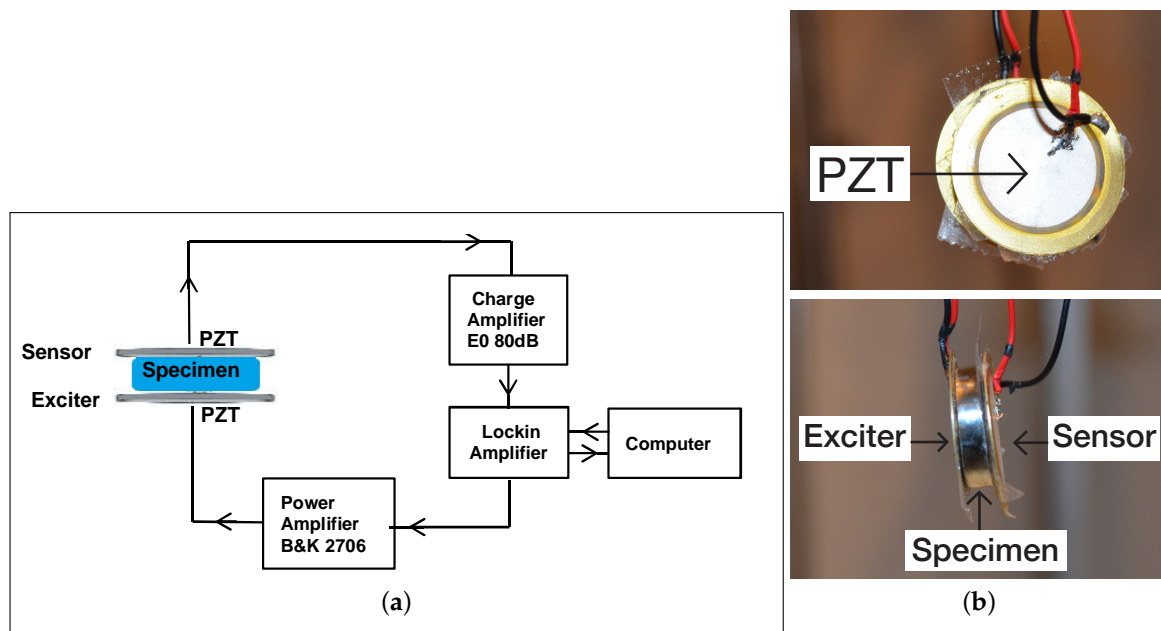 Charge
Amplifier
E0 80dB
PZT
Sensor
Specimen
Exciter
PZT
Lockin
Amplifier
Computer
Power
Amplifier
B&K 2706
(a)
PZT
Exciter
Sensor
Specimen
(b)